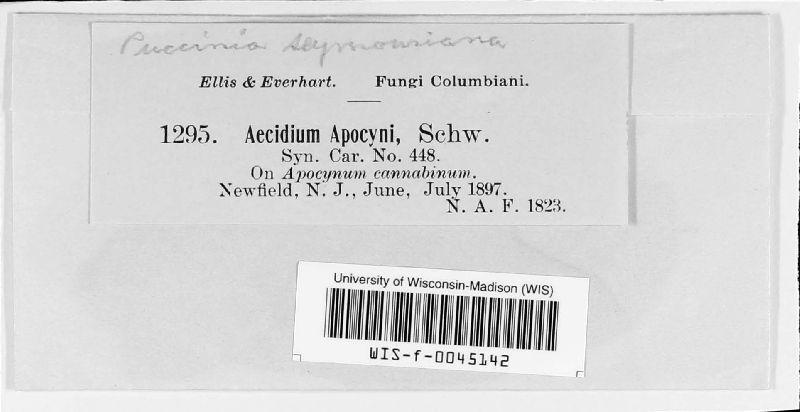 Puccinia seymouriana
Ellis & Everhart. Fungi Columbiani.
1295. Aecidium Apocyni, Schw.
Syn. Car. No. 448.
On Apocynum cannabinum.
Newfield, N. J., June, July 1897.
N. A. F. 1823.
University of Wisconsin-Madison (WIS)
WIS-f-0045142